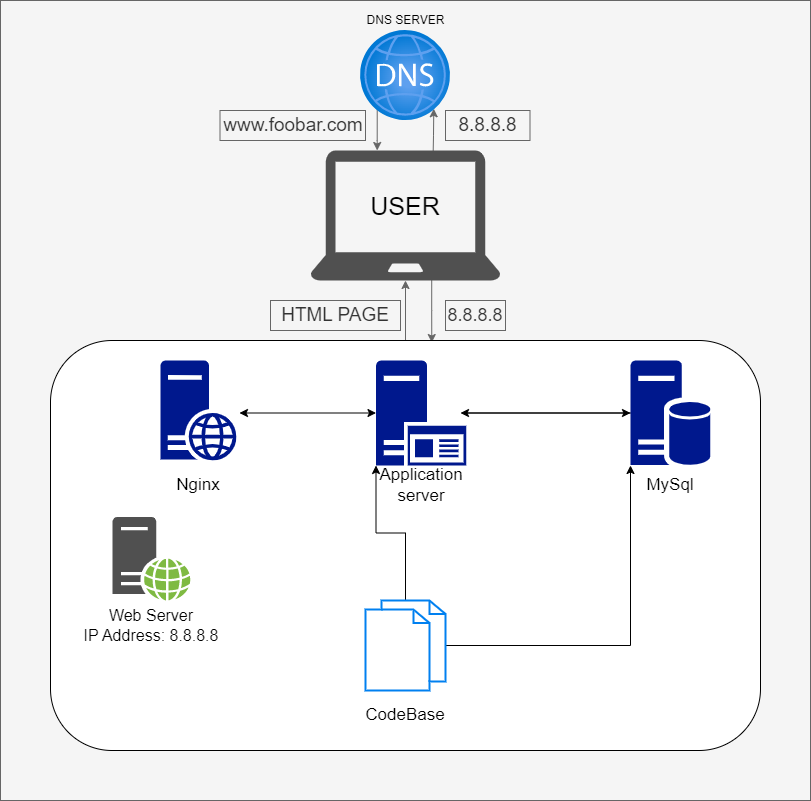 DNS SERVER
DNS
www.foobar.com
8.8.8.8
USER
HTML PAGE
8.8.8.8
Nginx
Application
server
MySql
Web Server
IP Address: 8.8.8.8
CodeBase